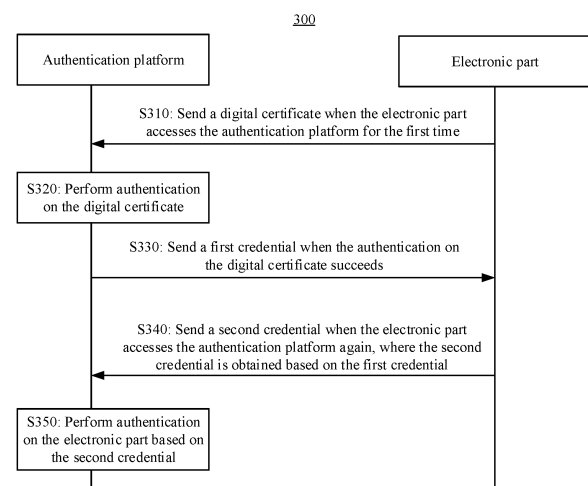 300
Authentication platform
Electronic part
S310: Send a digital certificate when the electronic part
accesses the authentication platform for the first time
S320: Perform authentication
on the digital certificate
S330: Send a first credential when the authentication on
the digital certificate succeeds
S340: Send a second credential when the electronic part
accesses the authentication platform again, where the second
credential is obtained based on the first credential
S350: Perform authentication
on the electronic part based on
the second credential